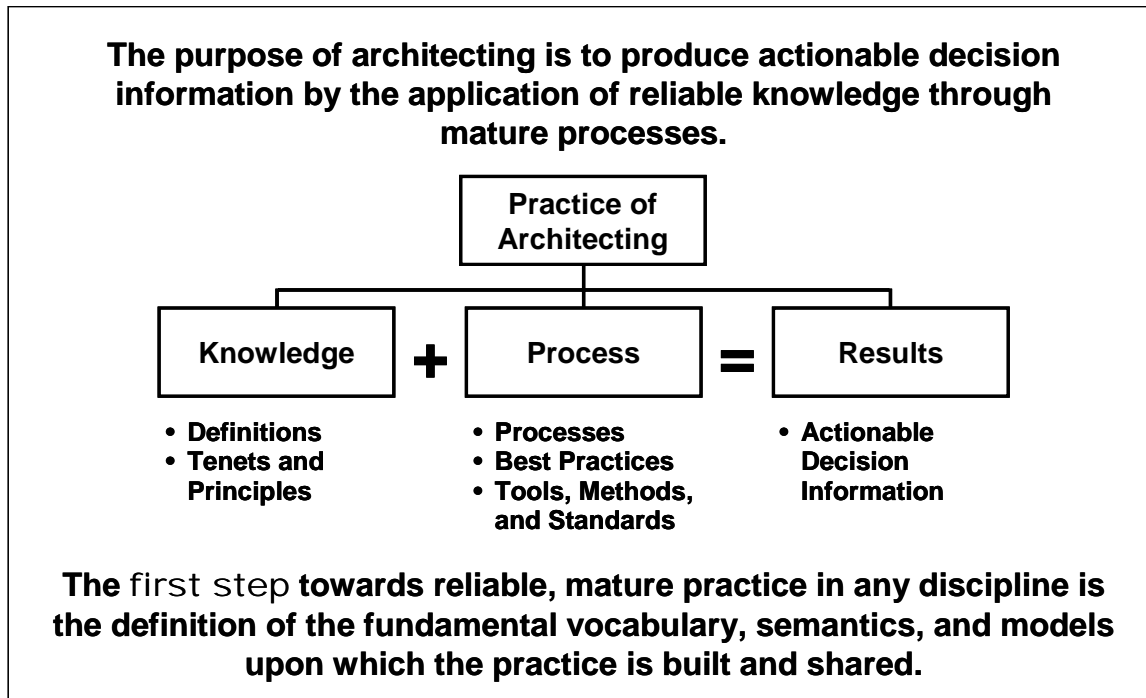 The purpose of architecting is to produce actionable decision
information by the application of reliable knowledge through
mature processes.
Practice of
Architecting
Knowledge
+
Process
=
Results
• Definitions
• Tenets and
Principles
• Processes
• Best Practices
• Tools, Methods,
and Standards
• Actionable
Decision
Information
The first step towards reliable, mature practice in any discipline is
the definition of the fundamental vocabulary, semantics, and models
upon which the practice is built and shared.